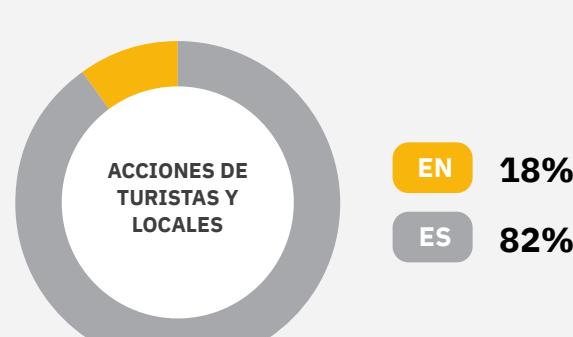 ACCIONES DE
TURISTAS Y
LOCALES
EN 18%
ES 82%